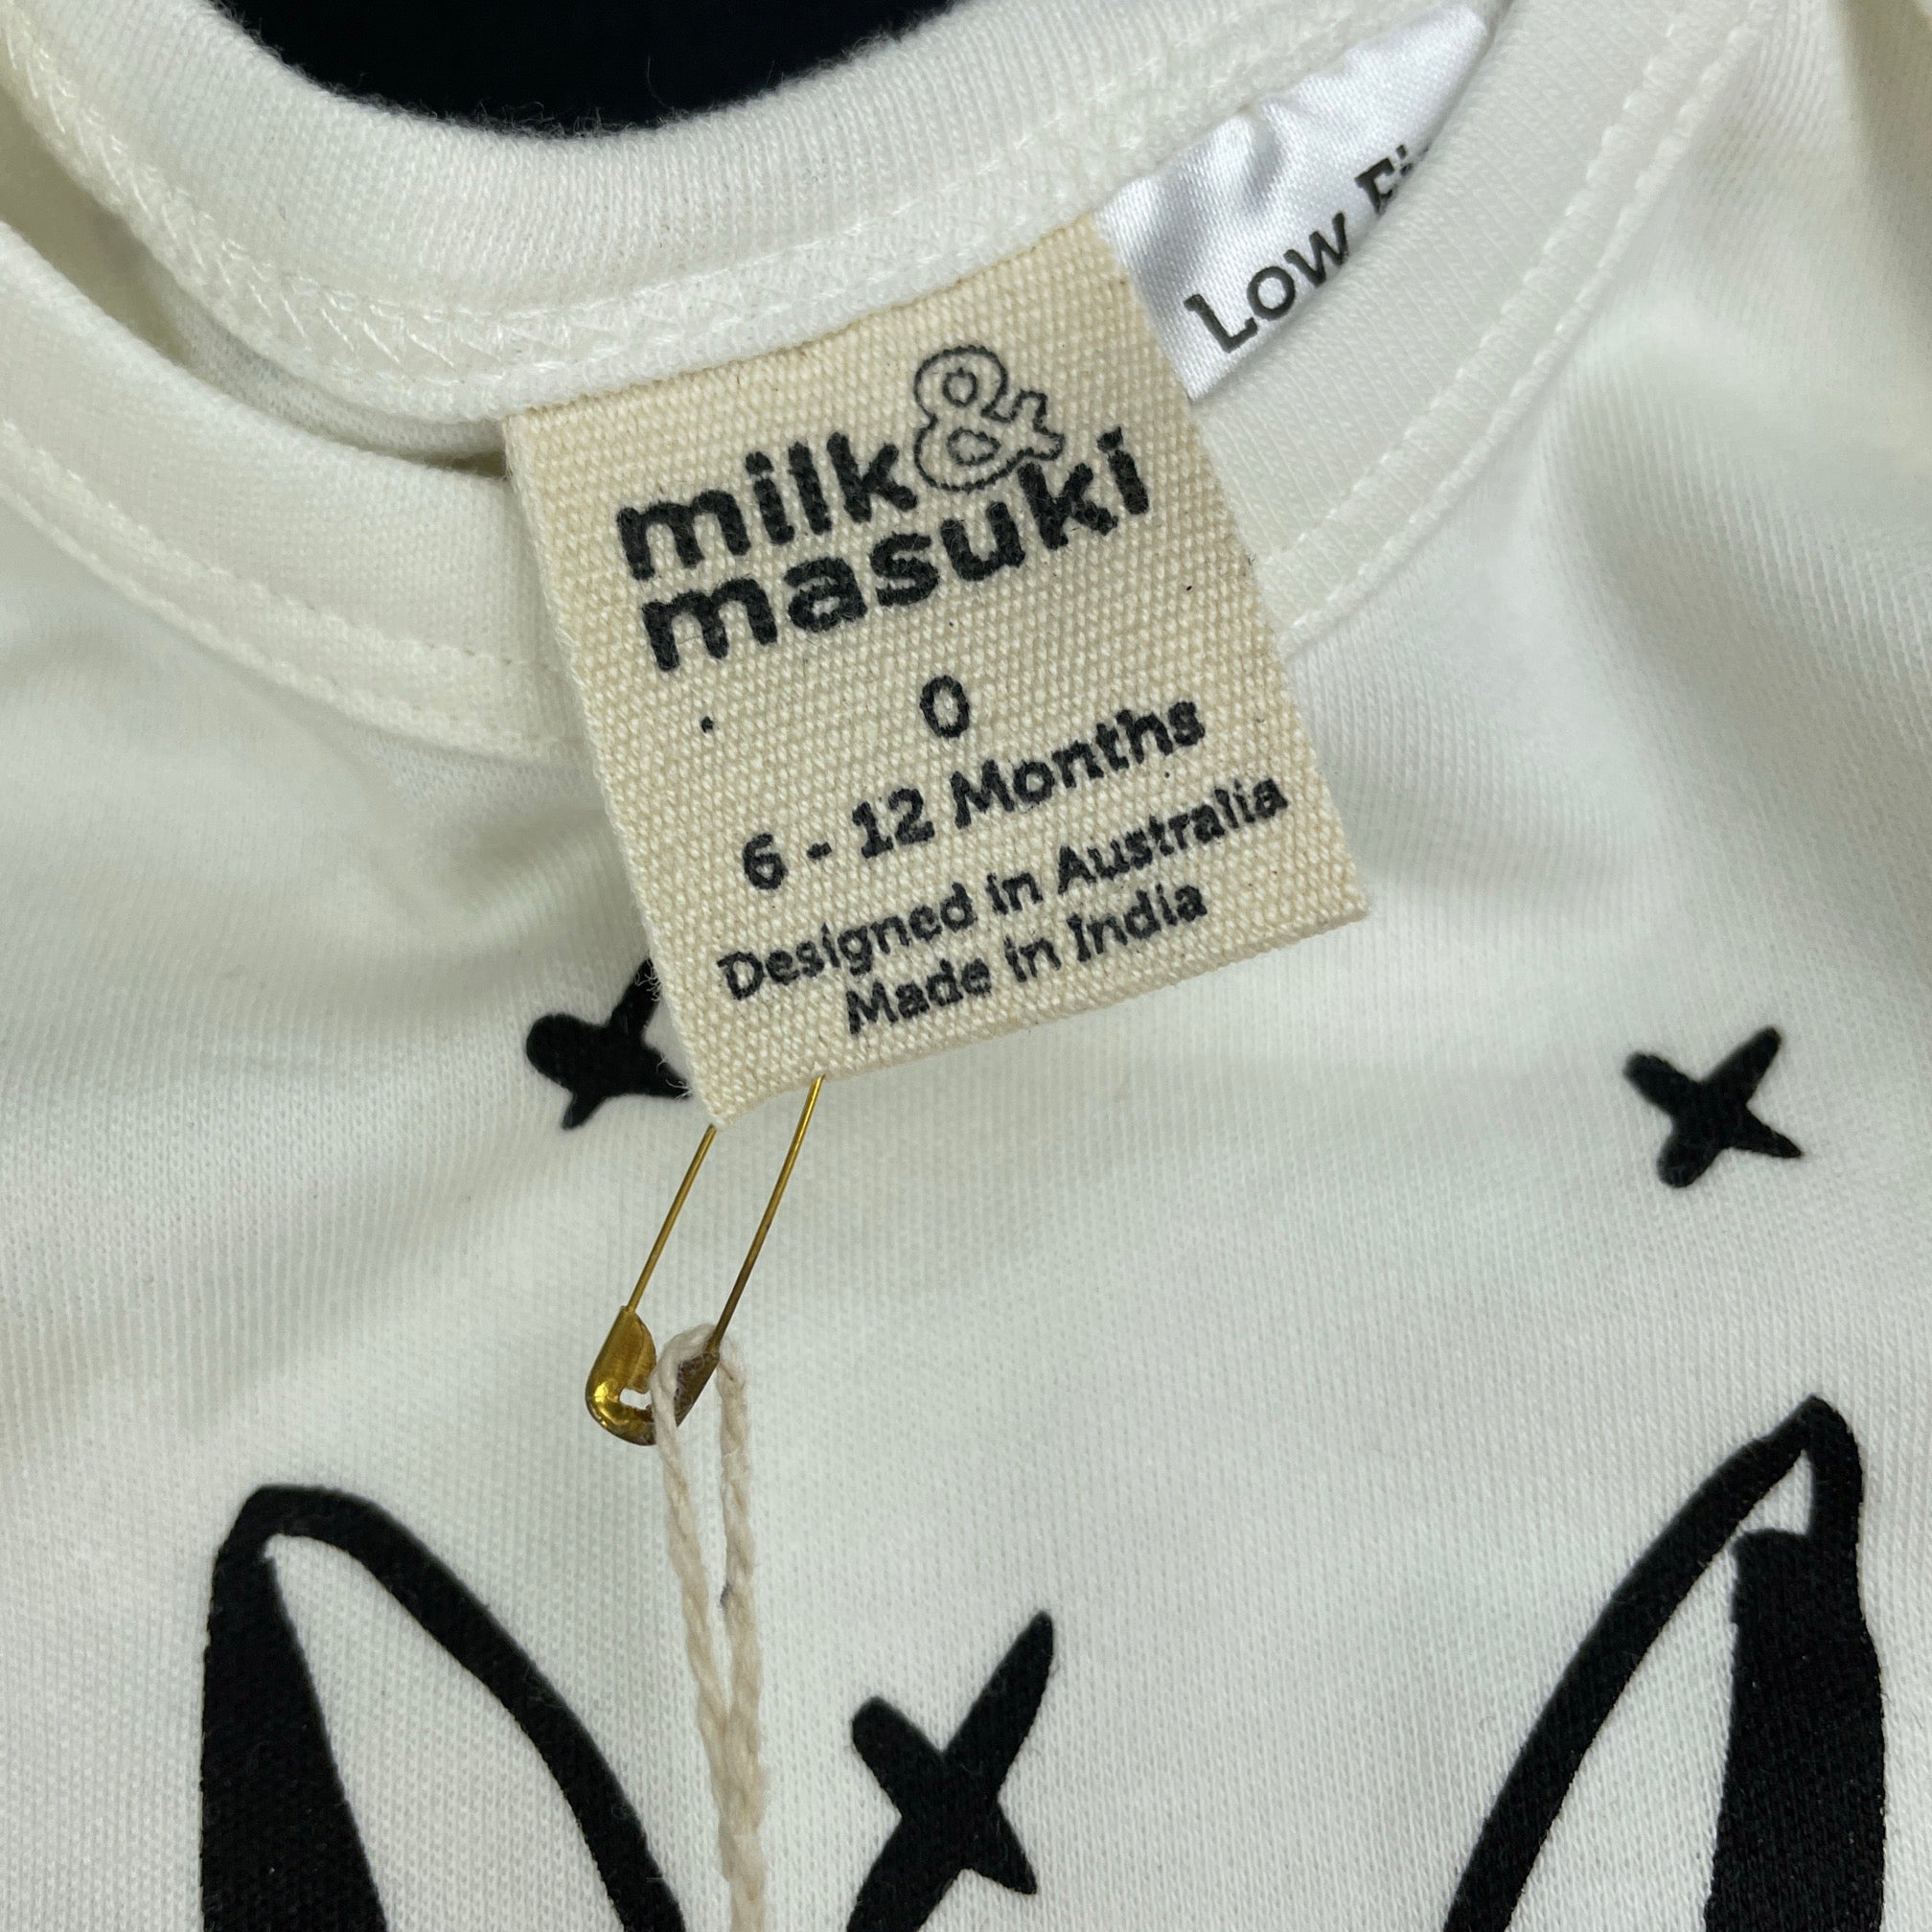 milk&
masuki
0
6 - 12 Months
Designed in Australia
Made in India
Low